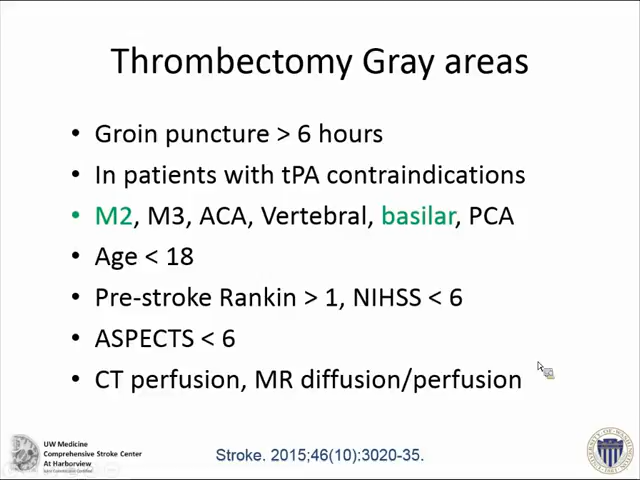 Thrombectomy Gray areas
• Groin puncture > 6 hours
• In patients with tPA contraindications
• M2, M3, ACA, Vertebral, basilar, PCA
• Age < 18
• Pre-stroke Rankin > 1, NIHSS < 6
• ASPECTS < 6
• CT perfusion, MR diffusion/perfusion
UW Medicine
Comprehensive Stroke Center
At Harborview
Stroke. 2015;46(10):3020-35.